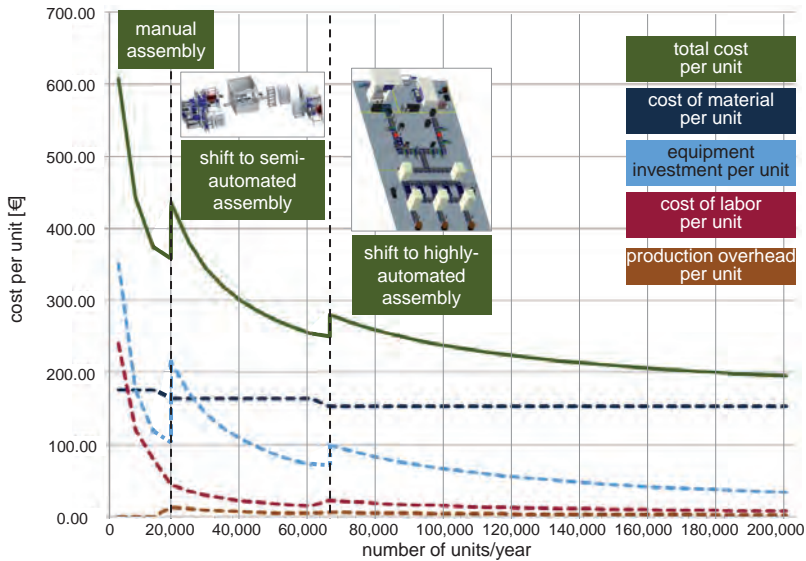 700.00
600.00
500.00
400.00
300.00
200.00
100.00
0.00
cost per unit [€]
manual
assembly
shift to semi-
automated
assembly
shift to highly-
automated
assembly
total cost
per unit
cost of material
per unit
equipment
investment per unit
cost of labor
per unit
production overhead
per unit
0 20,000 40,000 60,000 80,000 100,000 120,000 140,000 160,000 180,000 200,000
number of units/year